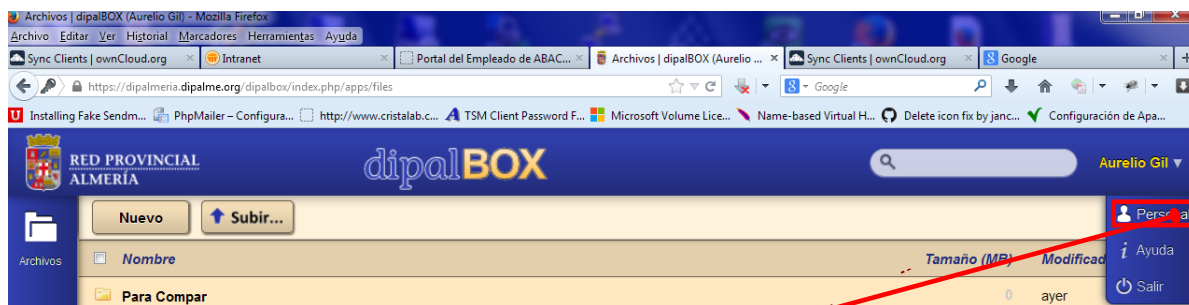 Archivos | dipalBOX (Aurelio Gil) - Mozilla Firefox
Archivo Editar Ver Historial Marcadores Herramientas Ayuda
Sync Clients | ownCloud.org × Intranet × Portal del Empleado de ABAC... × Archivos | dipalBOX (Aurelio ... × Sync Clients | ownCloud.org × Google × +
https://dipalmeria.dipalme.org/dipalbox/index.php/apps/files Google
Installing Fake Sendm... PhpMailer – Configura... http://www.cristalab.c... TSM Client Password F... Microsoft Volume Lice... Name-based Virtual H... Delete icon fix by janc... Configuración de Apa...
RED PROVINCIAL
ALMERÍA
dipalBOX
Aurelio Gil ▾
Nuevo Subir...
Personal
Archivos
Nombre Tamaño (MB) Modificad
Ayuda
Para Compar 0 ayer
Salir